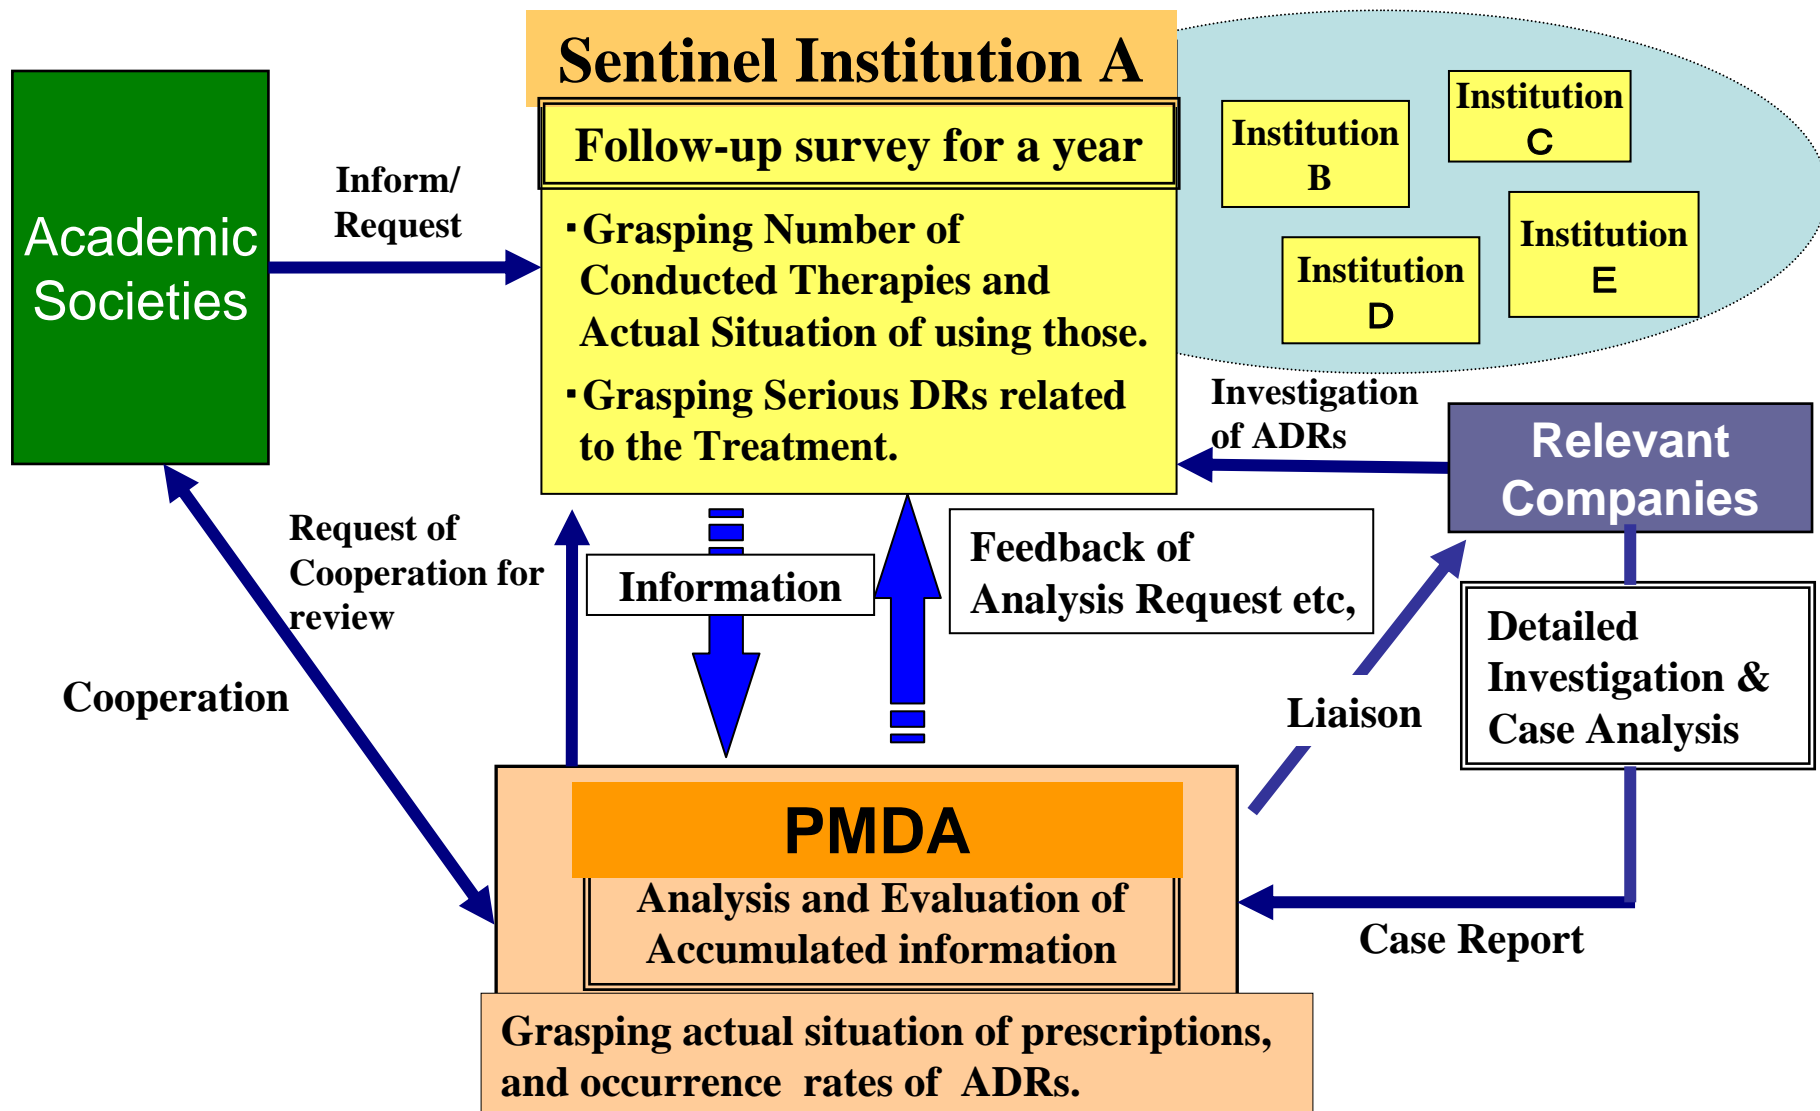 Sentinel Institution A
Follow-up survey for a year
▪Grasping Number of
Conducted Therapies and
Actual Situation of using those.
▪Grasping Serious DRs related
to the Treatment.
Institution
B
Institution
C
Institution
D
Institution
E
Academic
Societies
Inform/
Request
Investigation
of ADRs
Relevant
Companies
Request of
Cooperation for
review
Information
Feedback of
Analysis Request etc,
Detailed
Investigation &
Case Analysis
Cooperation
Liaison
PMDA
Analysis and Evaluation of
Accumulated information
Case Report
Grasping actual situation of prescriptions,
and occurrence rates of ADRs.